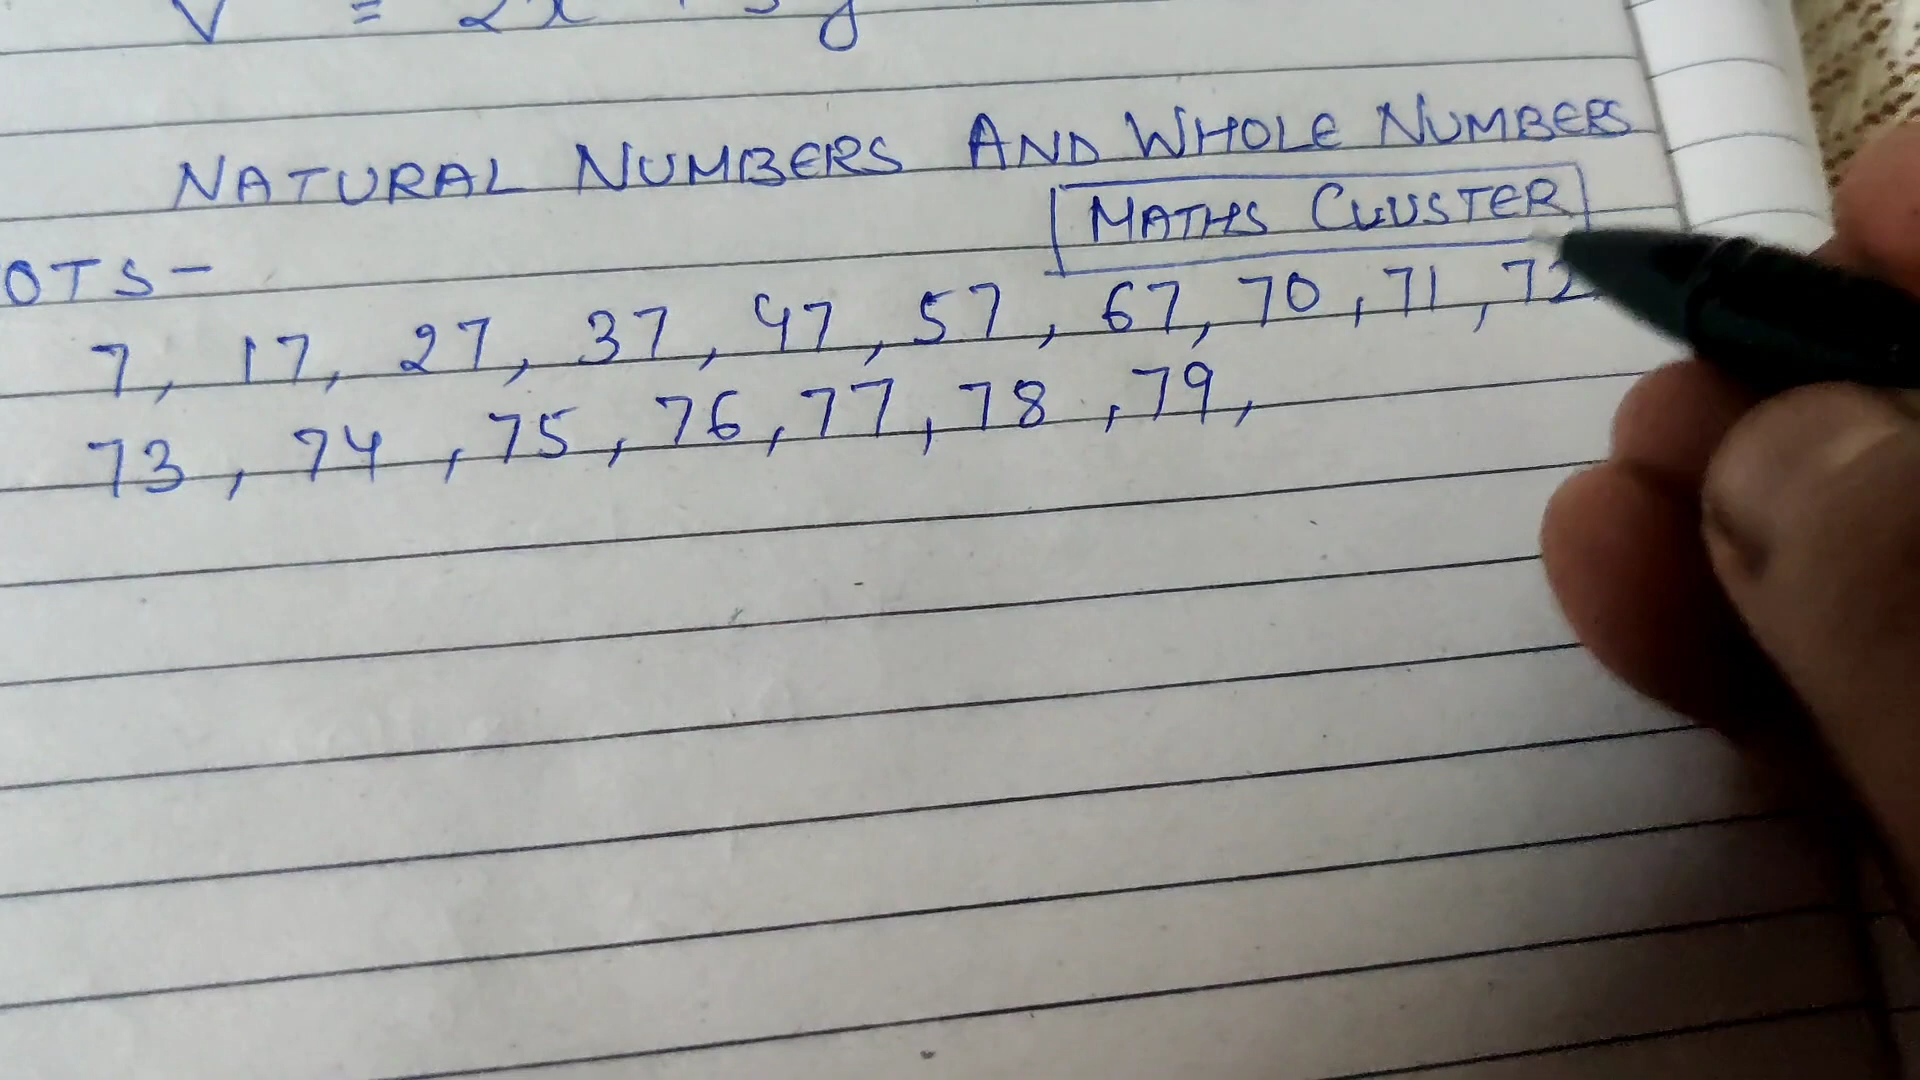 V = 2x
NATURAL NUMBERS AND WHOLE NUMBERS
MATHS CLUSTER
OTS-
7, 17, 27, 37, 47, 57, 67, 70, 71, 72
73, 74, 75, 76, 77, 78, 79,